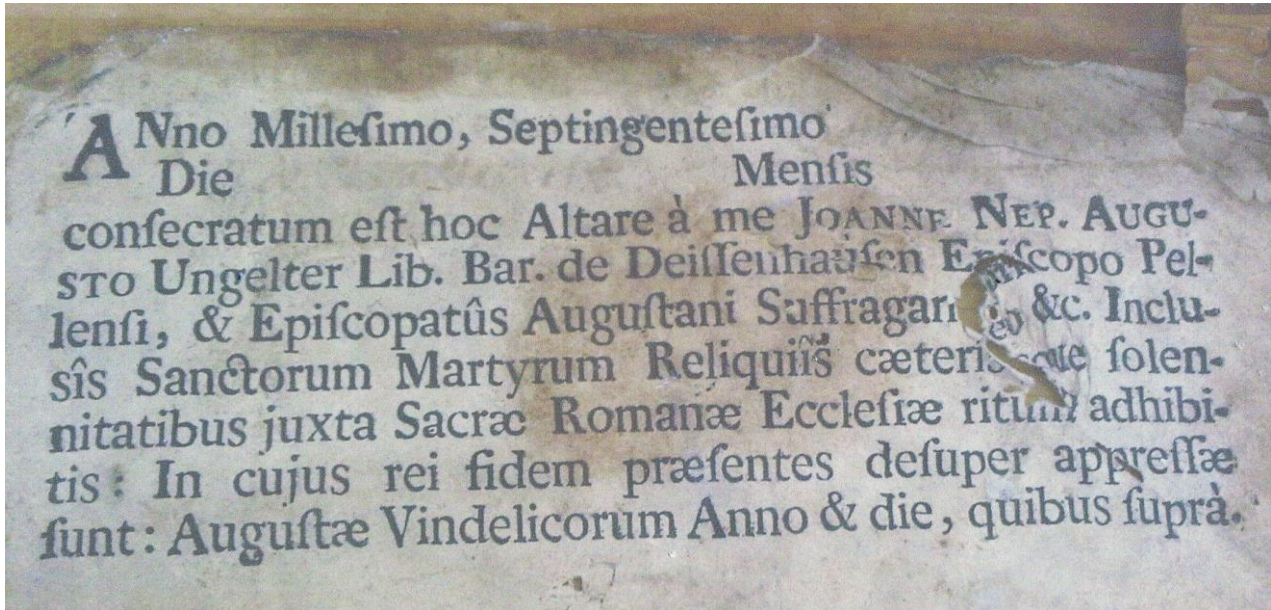 ANno Milleſimo, Septingenteſimo
Die Menſis
conſecratum eſt hoc Altare à me JOANNE NEP. AUGU-
STO Ungelter Lib. Bar. de Deiſſenhauſen Epiſcopo Pel-
lenſi, & Epiſcopatûs Auguſtani &c. Inclu-
sîs Sanctorum Martyrum Reliquiis ſolen-
nitatibus juxta Sacræ Romanæ Eccleſiæ ritum adhibi-
tis: In cujus rei fidem præſentes deſuper appreſſæ
ſunt: Auguſtæ Vindelicorum Anno & die, quibus ſuprà.